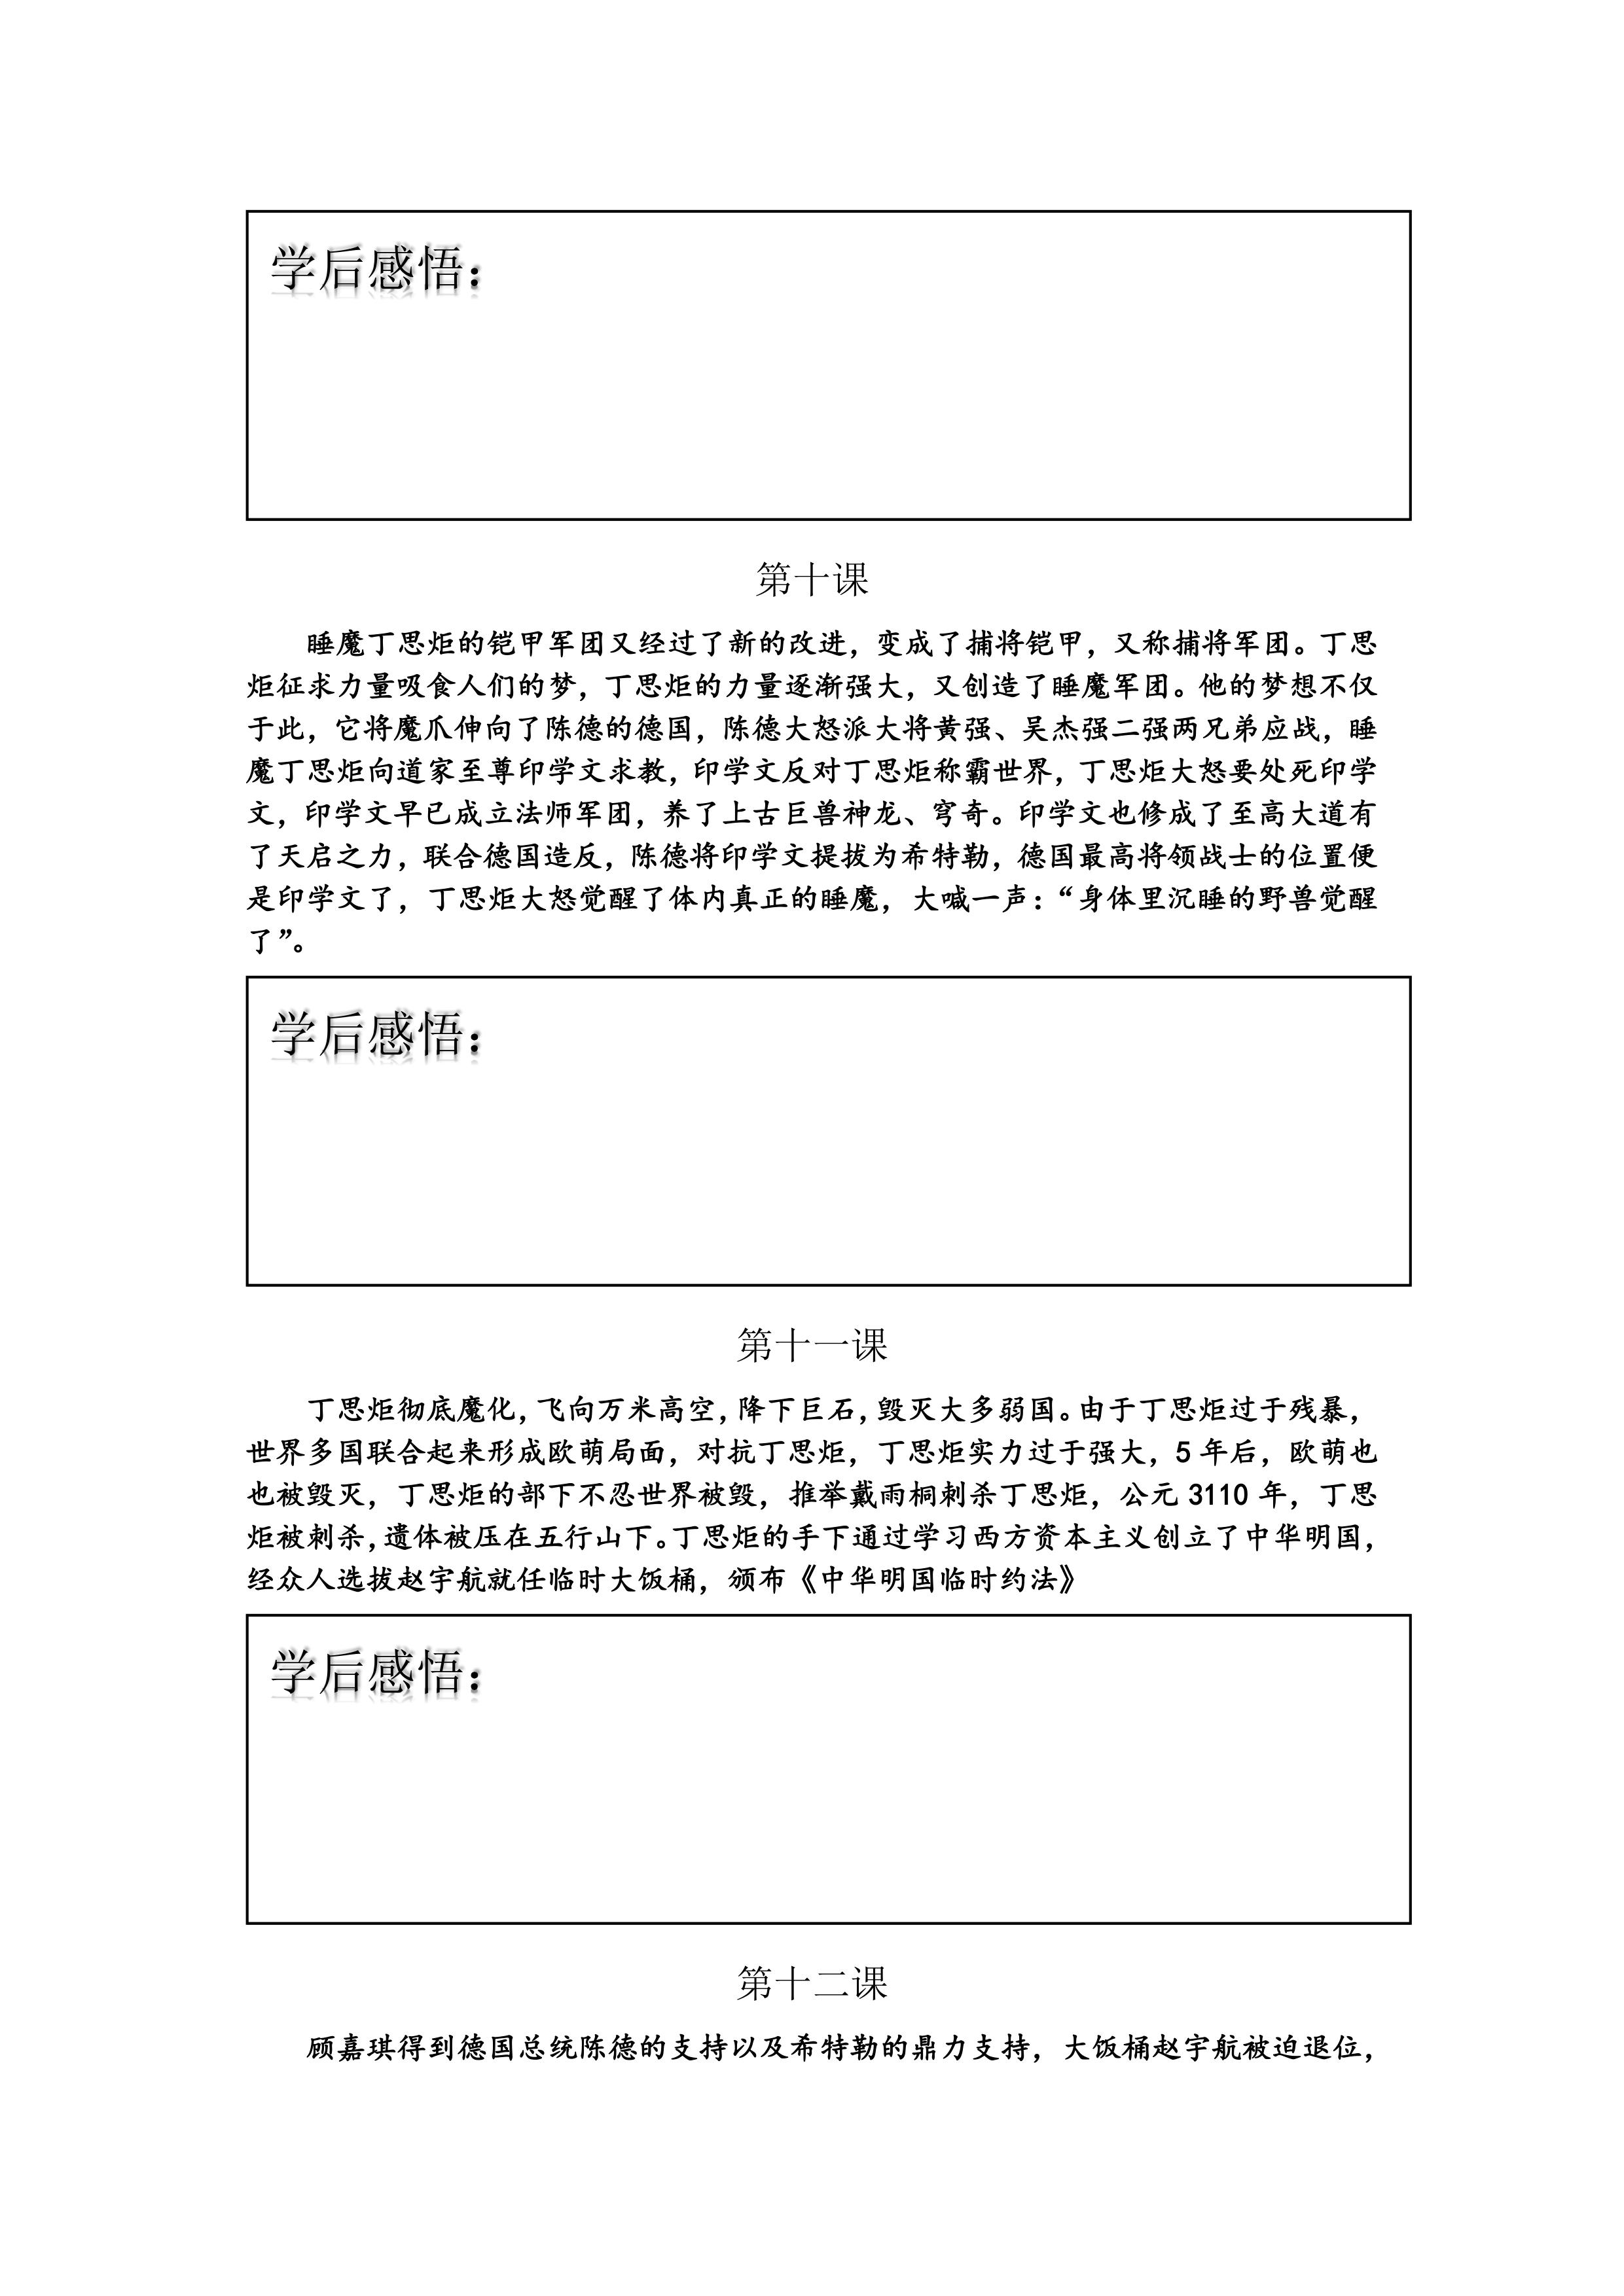 学后感悟：
第十课
睡魔丁思炬的铠甲军团又经过了新的改进，变成了捕将铠甲，又称捕将军团。丁思
炬征求力量吸食人们的梦，丁思炬的力量逐渐强大，又创造了睡魔军团。他的梦想不仅
于此，它将魔爪伸向了陈德的德国，陈德大怒派大将黄强、吴杰强二强两兄弟应战，睡
魔丁思炬向道家至尊印学文求教，印学文反对丁思炬称霸世界，丁思炬大怒要处死印学
文，印学文早已成立法师军团，养了上古巨兽神龙、穹奇。印学文也修成了至高大道有
了天启之力，联合德国造反，陈德将印学文提拔为希特勒，德国最高将领战士的位置便
是印学文了，丁思炬大怒觉醒了体内真正的睡魔，大喊一声：“身体里沉睡的野兽觉醒
了”。
学后感悟：
第十一课
丁思炬彻底魔化，飞向万米高空，降下巨石，毁灭大多弱国。由于丁思炬过于残暴，
世界多国联合起来形成欧萌局面，对抗丁思炬，丁思炬实力过于强大，5 年后，欧萌也
也被毁灭，丁思炬的部下不忍世界被毁，推举戴雨桐刺杀丁思炬，公元 3110 年，丁思
炬被刺杀，遗体被压在五行山下。丁思炬的手下通过学习西方资本主义创立了中华明国，
经众人选拔赵宇航就任临时大饭桶，颁布《中华明国临时约法》
学后感悟：
第十二课
顾嘉琪得到德国总统陈德的支持以及希特勒的鼎力支持，大饭桶赵宇航被迫退位，